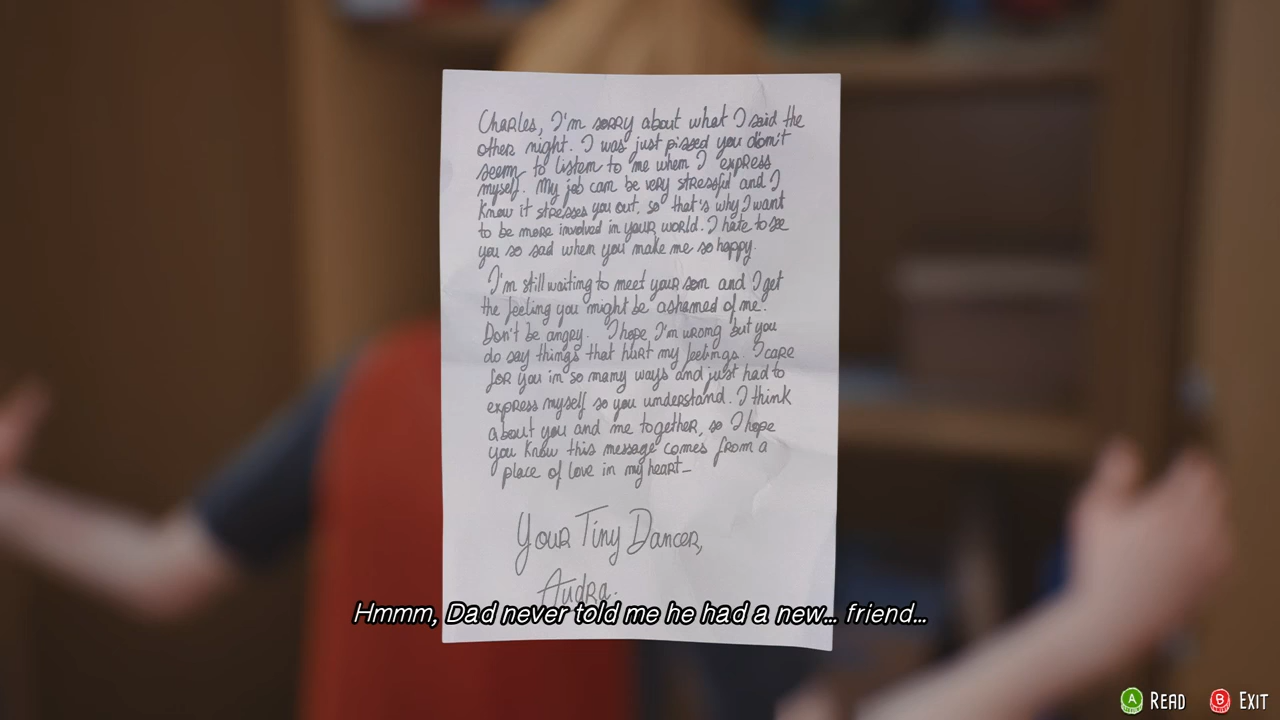 Charles, I'm sorry about what I said the
other night. I was just pissed you don't
seem to listen to me when I express
myself. My job can be very stressful and I
know it stresses you out, so that's why I want
to be more involved in your world. I hate to see
you so sad when you make me so happy.
I'm still waiting to meet your son and I get
the feeling you might be ashamed of me.
Don't be angry. I hope I'm wrong but you
do say things that hurt my feelings. I care
for you in so many ways and just had to
express myself so you understand. I think
about you and me together, so I hope
you know this message comes from a
place of love in my heart—
Your Tiny Dancer,
Audra.
Hmmm, Dad never told me he had a new... friend...
A READ B EXIT